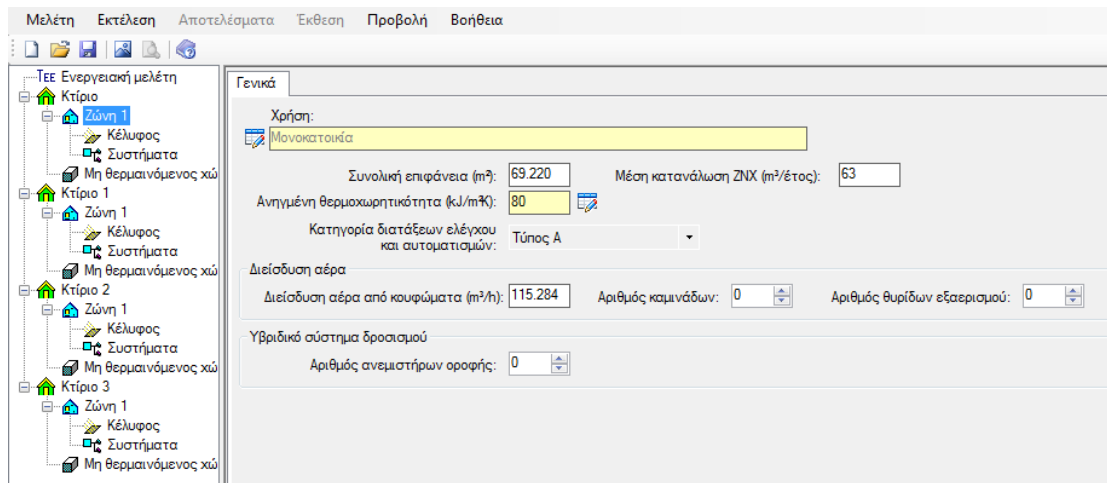 Μελέτη Εκτέλεση Αποτελέσματα Έκθεση Προβολή Βοήθεια
ΤΕΕ Ενεργειακή μελέτη
Κτίριο
Ζώνη 1
Κέλυφος
Συστήματα
Μη θερμαινόμενος χώ
Κτίριο 1
Ζώνη 1
Κέλυφος
Συστήματα
Μη θερμαινόμενος χώ
Κτίριο 2
Ζώνη 1
Κέλυφος
Συστήματα
Μη θερμαινόμενος χώ
Κτίριο 3
Ζώνη 1
Κέλυφος
Συστήματα
Μη θερμαινόμενος χώ
Γενικά
Χρήση:
Μονοκατοικία
Συνολική επιφάνεια (m²): 69.220 Μέση κατανάλωση ΖΝΧ (m³/έτος): 63
Ανηγμένη θερμοχωρητικότητα (kJ/m²K): 80
Κατηγορία διατάξεων ελέγχου
και αυτοματισμών: Τύπος Α
Διείσδυση αέρα
Διείσδυση αέρα από κουφώματα (m³/h): 115.284 Αριθμός καμινάδων: 0 Αριθμός θυρίδων εξαερισμού: 0
Υβριδικό σύστημα δροσισμού
Αριθμός ανεμιστήρων οροφής: 0